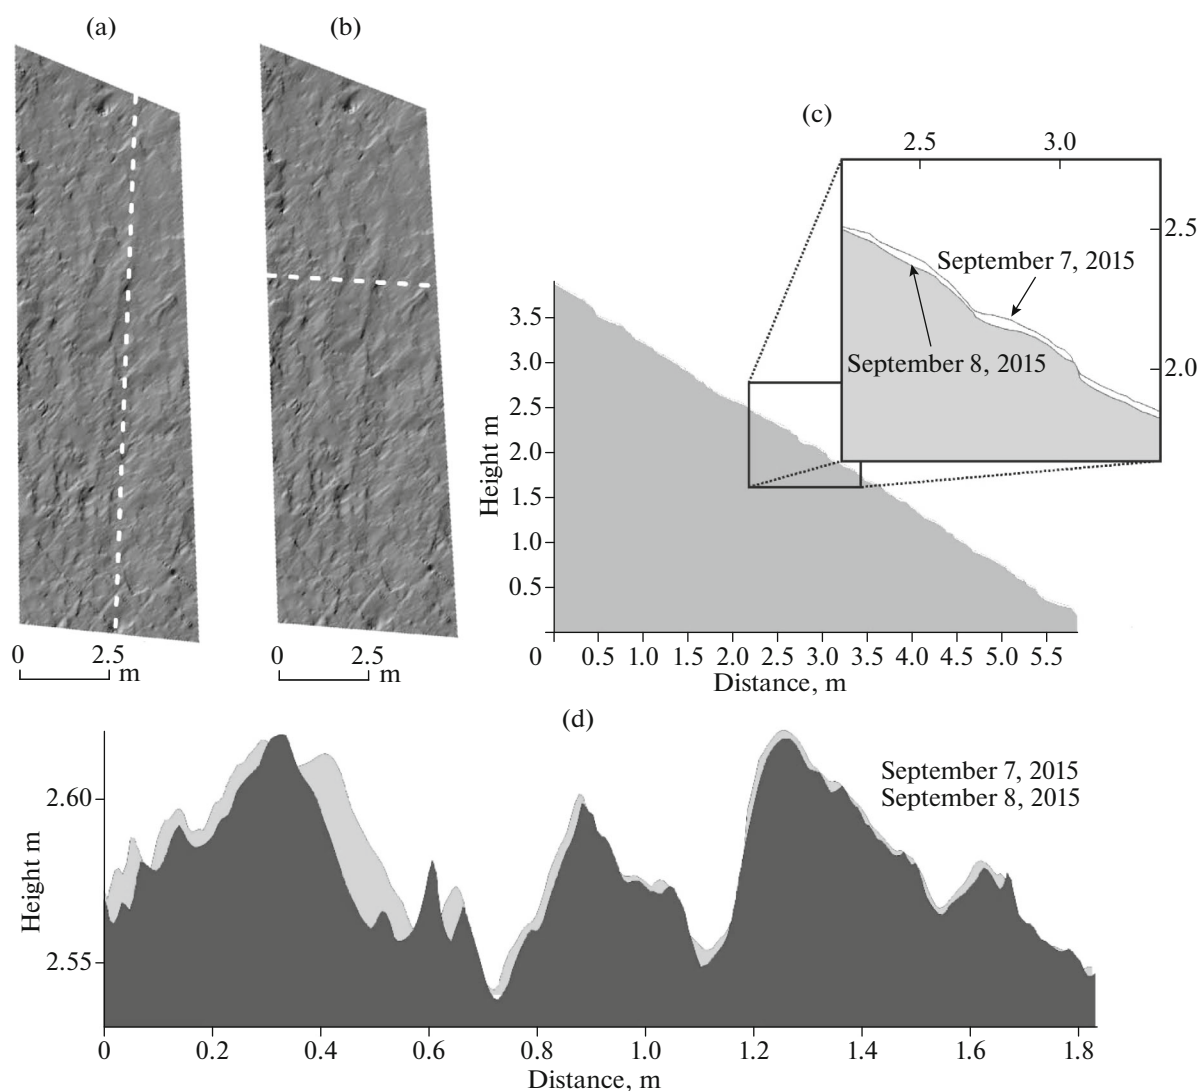 (a)
(b)
0 2.5
m
0 2.5
m
(c)
2.5 3.0
2.5
2.0
September 7, 2015
September 8, 2015
Height m
3.5
3.0
2.5
2.0
1.5
1.0
0.5
0 0.5 1.0 1.5 2.0 2.5 3.0 3.5 4.0 4.5 5.0 5.5
Distance, m
(d)
September 7, 2015
September 8, 2015
Height m
2.60
2.55
0 0.2 0.4 0.6 0.8 1.0 1.2 1.4 1.6 1.8
Distance, m